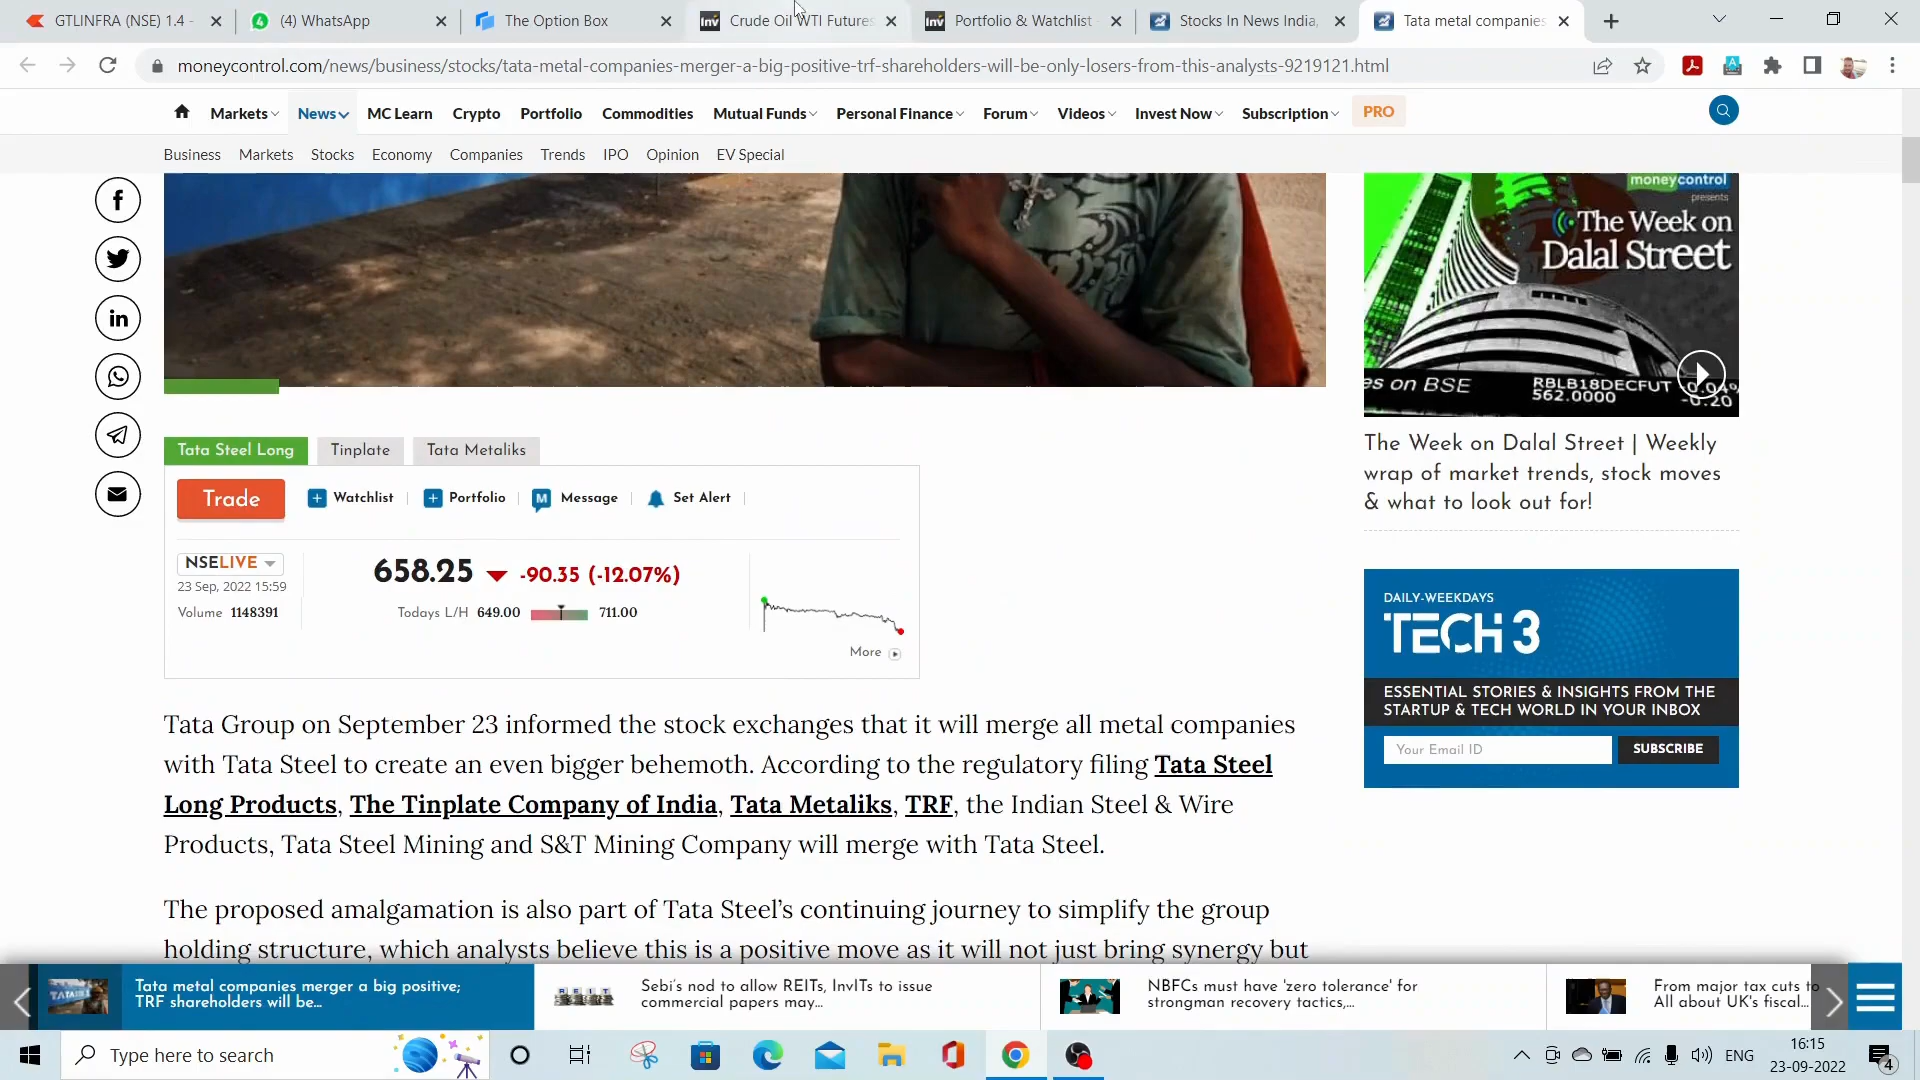 GTLINFRA (NSE) 1.4 -
(4) WhatsApp
The Option Box
Crude Oil WTI Futures
Portfolio & Watchlist -
Stocks In News India,
Tata metal companies
moneycontrol.com/news/business/stocks/tata-metal-companies-merger-a-big-positive-trf-shareholders-will-be-only-losers-from-this-analysts-9219121.html
Markets News MC Learn Crypto Portfolio Commodities Mutual Funds Personal Finance Forum Videos Invest Now Subscription PRO
Business Markets Stocks Economy Companies Trends IPO Opinion EV Special
moneycontrol
presents
The Week on
Dalal Street
es on BSE
RBLB18DECFUT -0.04%
562.0000 -0.20
The Week on Dalal Street | Weekly
wrap of market trends, stock moves
& what to look out for!
Tata Steel Long Tinplate Tata Metaliks
Trade Watchlist | Portfolio | Message | Set Alert |
NSELIVE
23 Sep, 2022 15:59
Volume 1148391
658.25 -90.35 (-12.07%)
Todays L/H 649.00 711.00
More
DAILY-WEEKDAYS
TECH 3
ESSENTIAL STORIES & INSIGHTS FROM THE
STARTUP & TECH WORLD IN YOUR INBOX
Your Email ID SUBSCRIBE
Tata Group on September 23 informed the stock exchanges that it will merge all metal companies
with Tata Steel to create an even bigger behemoth. According to the regulatory filing Tata Steel
Long Products, The Tinplate Company of India, Tata Metaliks, TRF, the Indian Steel & Wire
Products, Tata Steel Mining and S&T Mining Company will merge with Tata Steel.
The proposed amalgamation is also part of Tata Steel's continuing journey to simplify the group
holding structure, which analysts believe this is a positive move as it will not just bring synergy but
Tata metal companies merger a big positive;
TRF shareholders will be...
Sebi's nod to allow REITs, InvITs to issue
commercial papers may...
NBFCs must have 'zero tolerance' for
strongman recovery tactics,...
From major tax cuts to
All about UK's fiscal...
Type here to search
ENG
16:15
23-09-2022
4